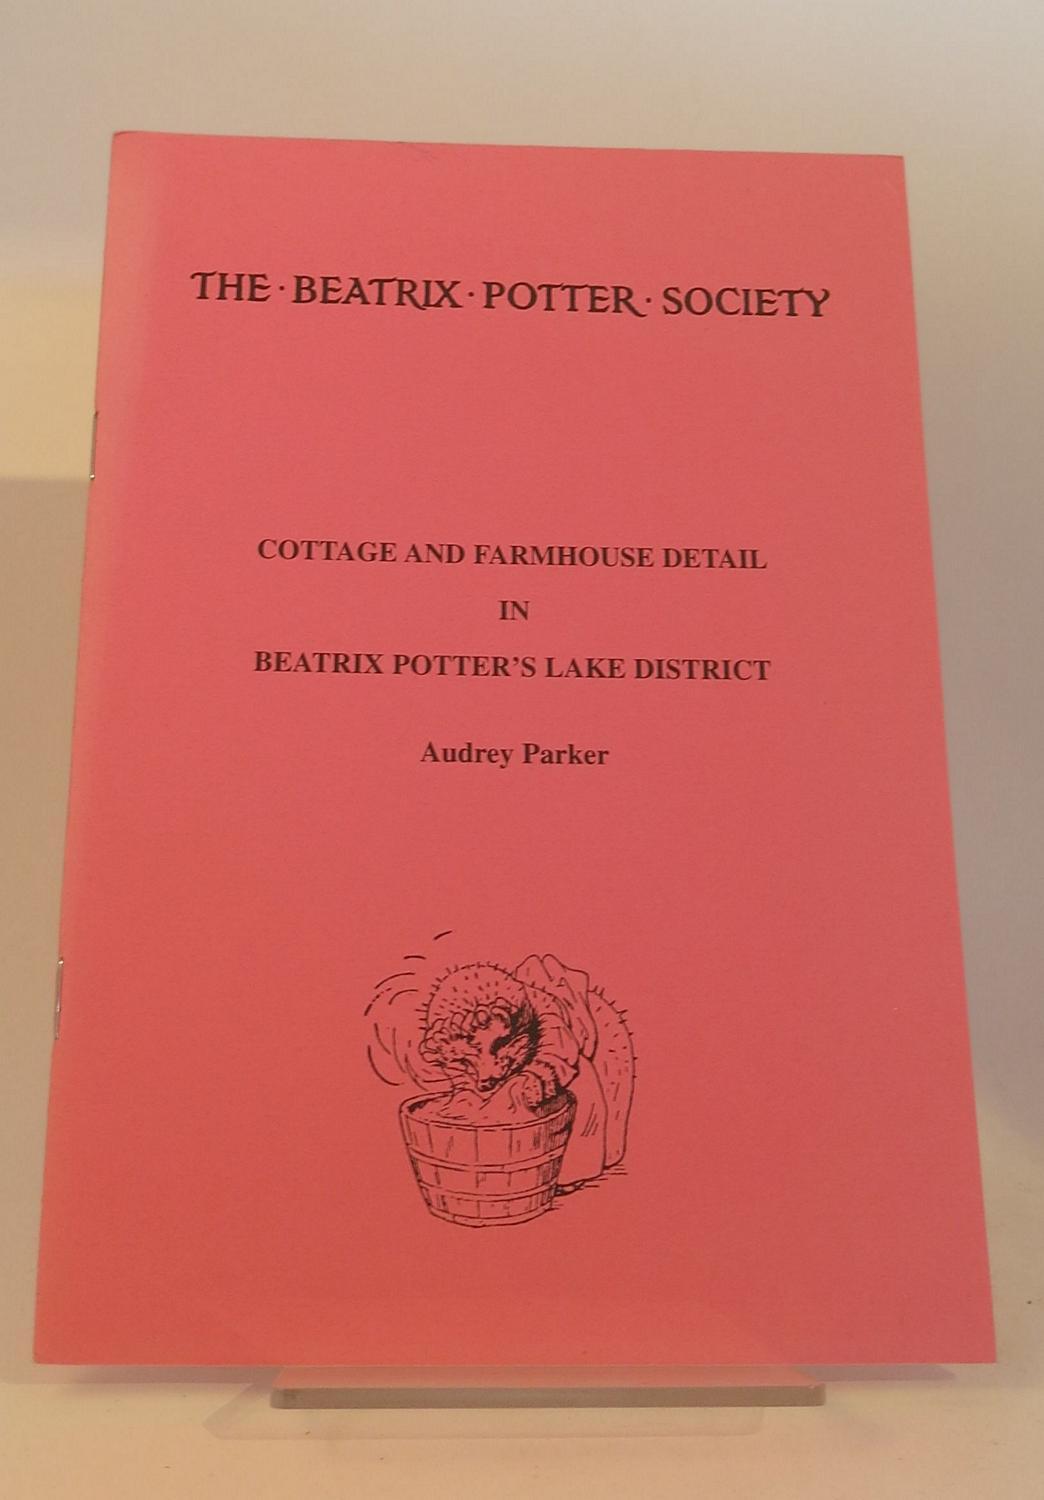 THE · BEATRIX · POTTER · SOCIETY
COTTAGE AND FARMHOUSE DETAIL
IN
BEATRIX POTTER’S LAKE DISTRICT
Audrey Parker